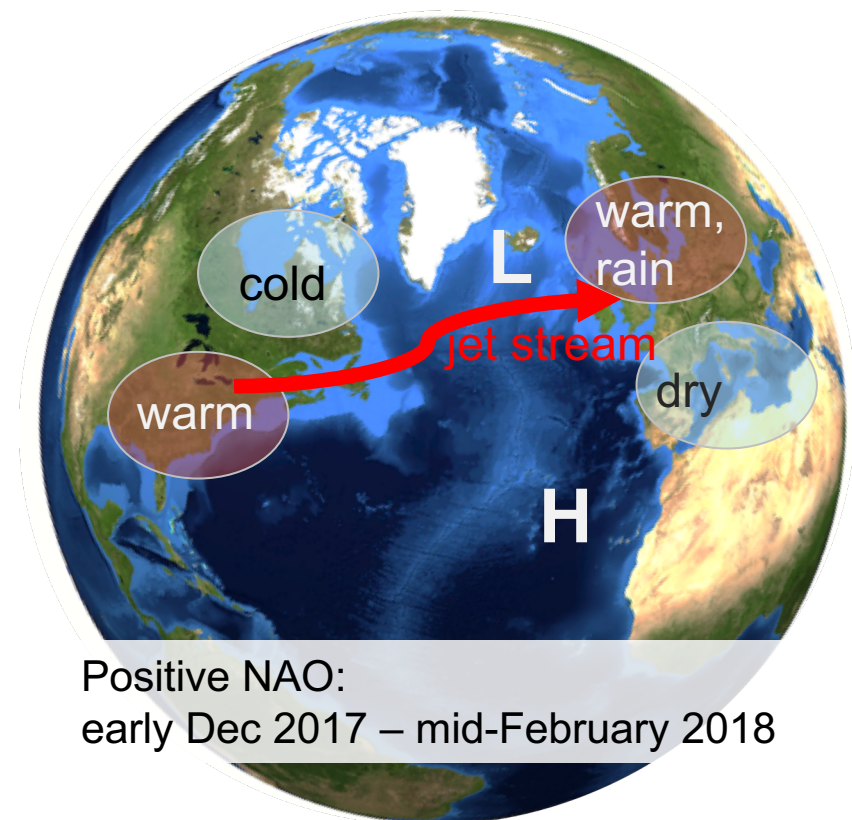 warm,
rain
L
cold
jet stream
dry
warm
H
Positive NAO:
early Dec 2017 – mid-February 2018